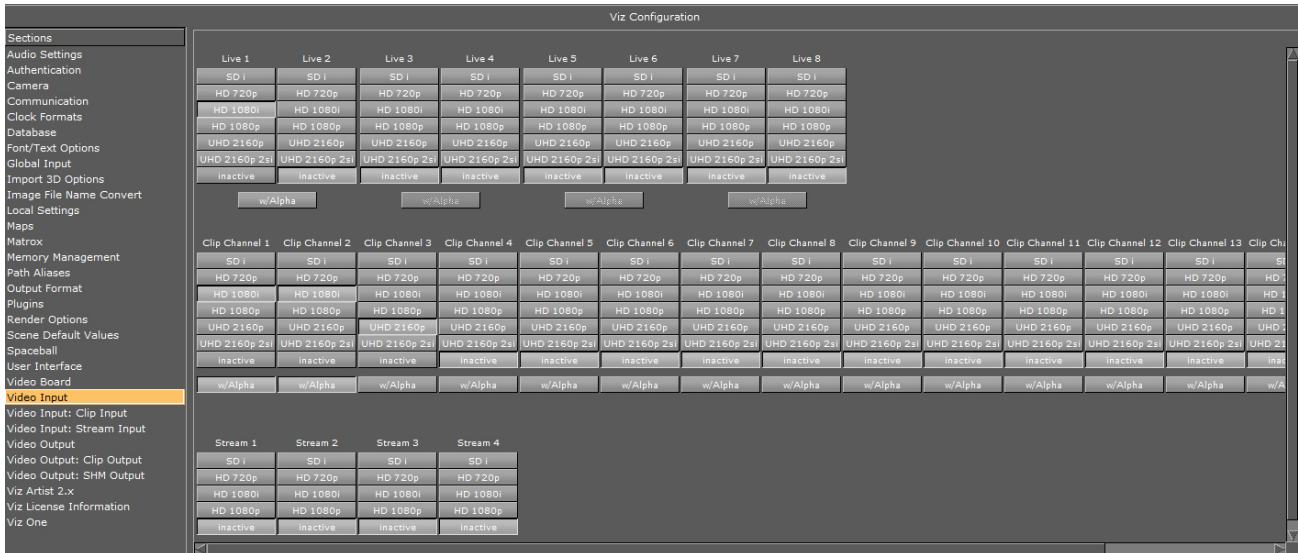 Viz Configuration
Sections
Audio Settings
Authentication
Camera
Communication
Clock Formats
Database
Font/Text Options
Global Input
Import 3D Options
Image File Name Convert
Local Settings
Maps
Matrox
Memory Management
Path Aliases
Output Format
Plugins
Render Options
Scene Default Values
Spaceball
User Interface
Video Board
Video Input
Video Input: Clip Input
Video Input: Stream Input
Video Output
Video Output: Clip Output
Video Output: SHM Output
Viz Artist 2.x
Viz License Information
Viz One
Live 1 Live 2 Live 3 Live 4 Live 5 Live 6 Live 7 Live 8
SD i SD i SD i SD i SD i SD i SD i SD i
HD 720p HD 720p HD 720p HD 720p HD 720p HD 720p HD 720p HD 720p
HD 1080i HD 1080i HD 1080i HD 1080i HD 1080i HD 1080i HD 1080i HD 1080i
HD 1080p HD 1080p HD 1080p HD 1080p HD 1080p HD 1080p HD 1080p HD 1080p
UHD 2160p UHD 2160p UHD 2160p UHD 2160p UHD 2160p UHD 2160p UHD 2160p UHD 2160p
UHD 2160p 2si UHD 2160p 2si UHD 2160p 2si UHD 2160p 2si UHD 2160p 2si UHD 2160p 2si UHD 2160p 2si UHD 2160p 2si
inactive inactive inactive inactive inactive inactive inactive inactive
w/Alpha w/Alpha w/Alpha w/Alpha
Clip Channel 1 Clip Channel 2 Clip Channel 3 Clip Channel 4 Clip Channel 5 Clip Channel 6 Clip Channel 7 Clip Channel 8 Clip Channel 9 Clip Channel 10 Clip Channel 11 Clip Channel 12 Clip Channel 13 Clip Ch
SD i SD i SD i SD i SD i SD i SD i SD i SD i SD i SD i SD i SD i S
HD 720p HD 720p HD 720p HD 720p HD 720p HD 720p HD 720p HD 720p HD 720p HD 720p HD 720p HD 720p HD 720p HD
HD 1080i HD 1080i HD 1080i HD 1080i HD 1080i HD 1080i HD 1080i HD 1080i HD 1080i HD 1080i HD 1080i HD 1080i HD 1080i HD 1
HD 1080p HD 1080p HD 1080p HD 1080p HD 1080p HD 1080p HD 1080p HD 1080p HD 1080p HD 1080p HD 1080p HD 1080p HD 1080p HD 1
UHD 2160p UHD 2160p UHD 2160p UHD 2160p UHD 2160p UHD 2160p UHD 2160p UHD 2160p UHD 2160p UHD 2160p UHD 2160p UHD 2160p UHD 2160p UHD
UHD 2160p 2si UHD 2160p 2si UHD 2160p 2si UHD 2160p 2si UHD 2160p 2si UHD 2160p 2si UHD 2160p 2si UHD 2160p 2si UHD 2160p 2si UHD 2160p 2si UHD 2160p 2si UHD 2160p 2si UHD 2160p 2si UHD 21
inactive inactive inactive inactive inactive inactive inactive inactive inactive inactive inactive inactive inactive inac
w/Alpha w/Alpha w/Alpha w/Alpha w/Alpha w/Alpha w/Alpha w/Alpha w/Alpha w/Alpha w/Alpha w/Alpha w/Alpha w/A
Stream 1 Stream 2 Stream 3 Stream 4
SD i SD i SD i SD i
HD 720p HD 720p HD 720p HD 720p
HD 1080i HD 1080i HD 1080i HD 1080i
HD 1080p HD 1080p HD 1080p HD 1080p
inactive inactive inactive inactive